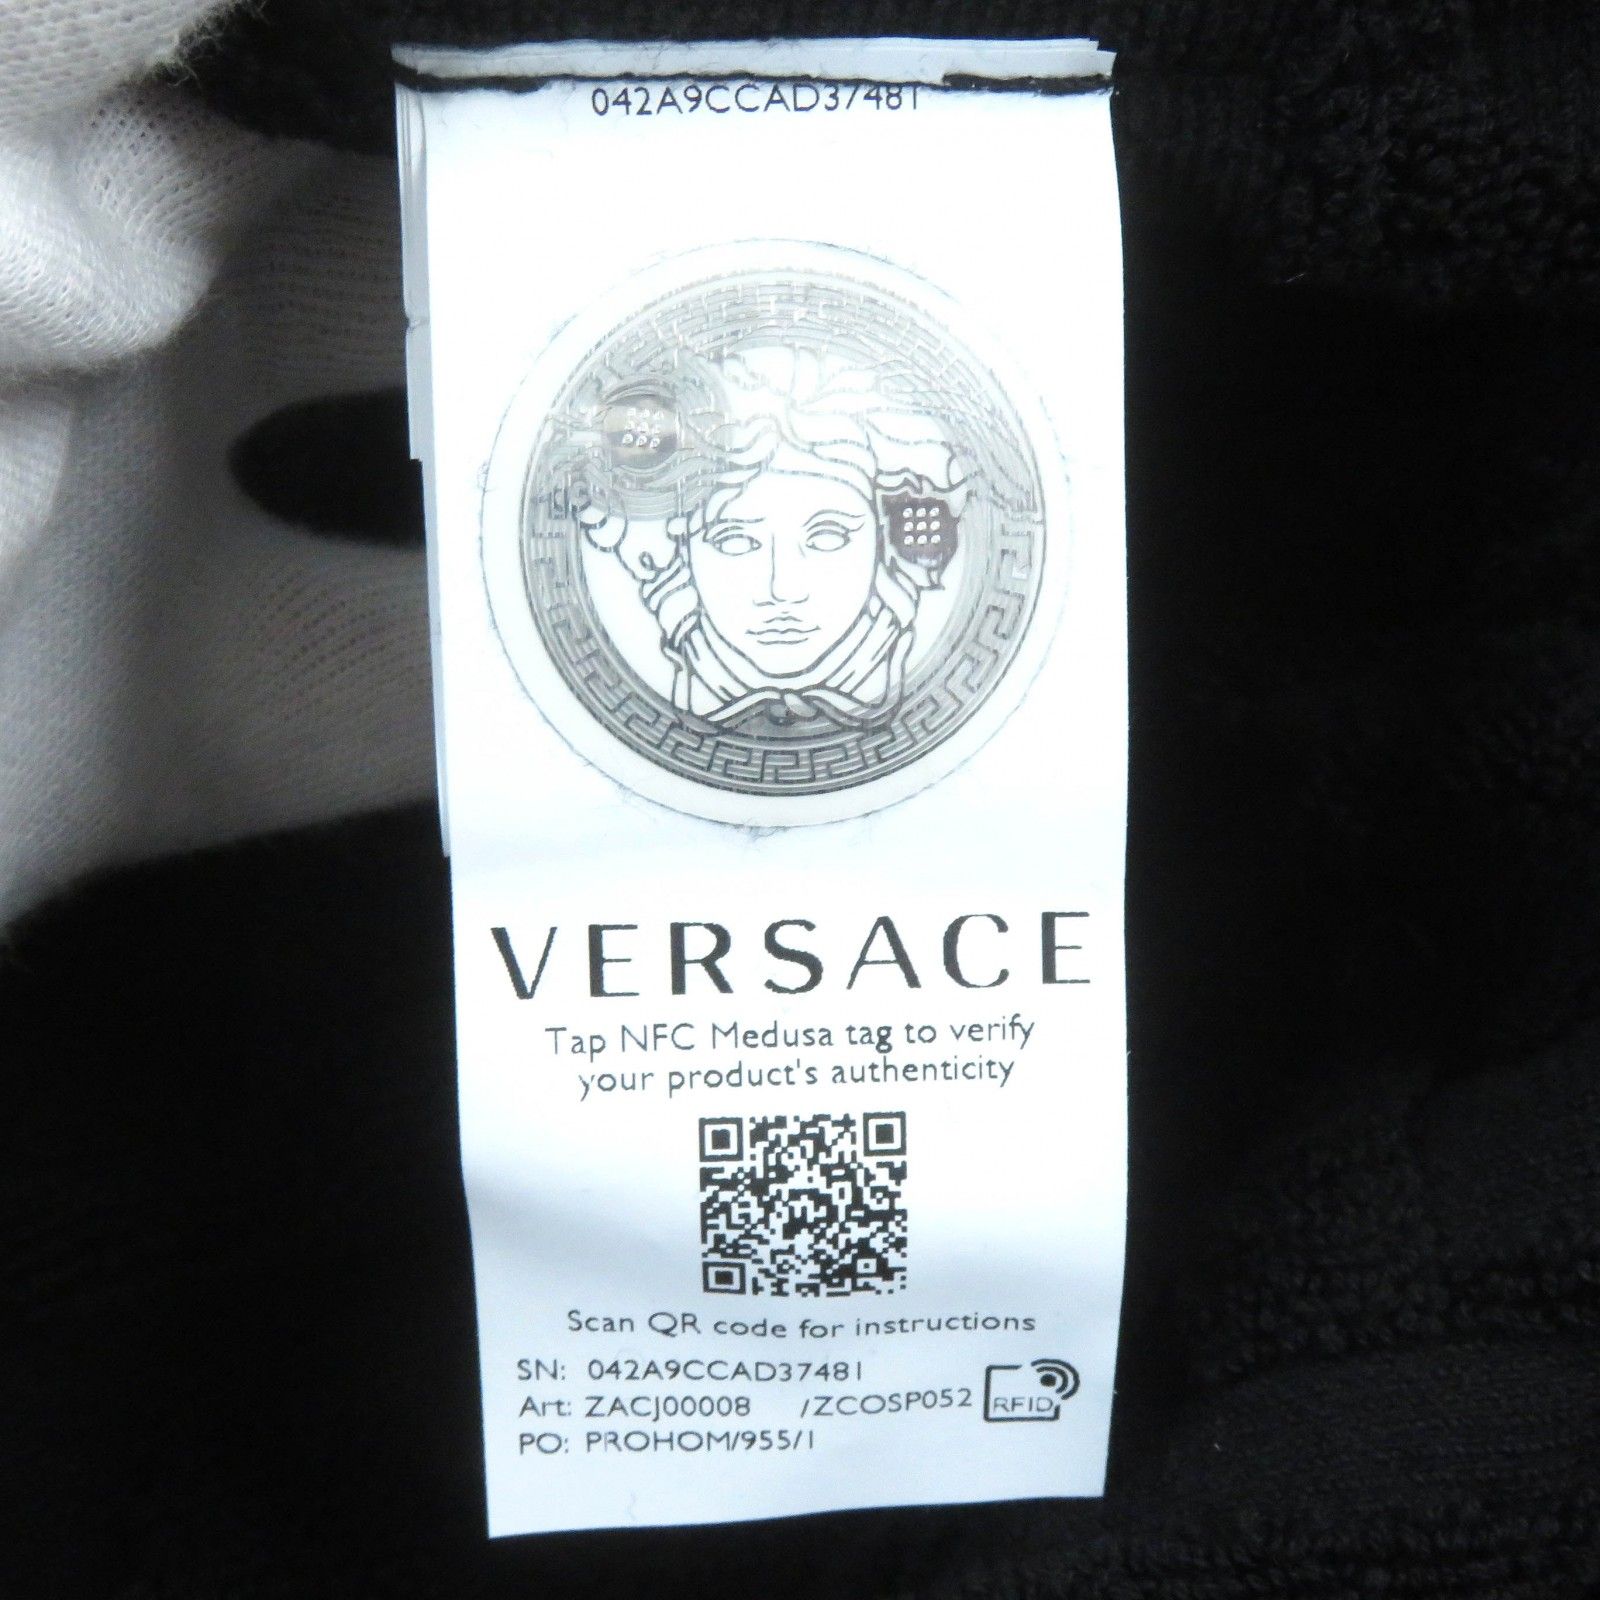 042A9CCAD37481
VERSACE
Tap NFC Medusa tag to verify
your product's authenticity
Scan QR code for instructions
SN: 042A9CCAD37481
Art: ZACJ00008 /ZCOSP052
RFID
PO: PROHOM/955/1